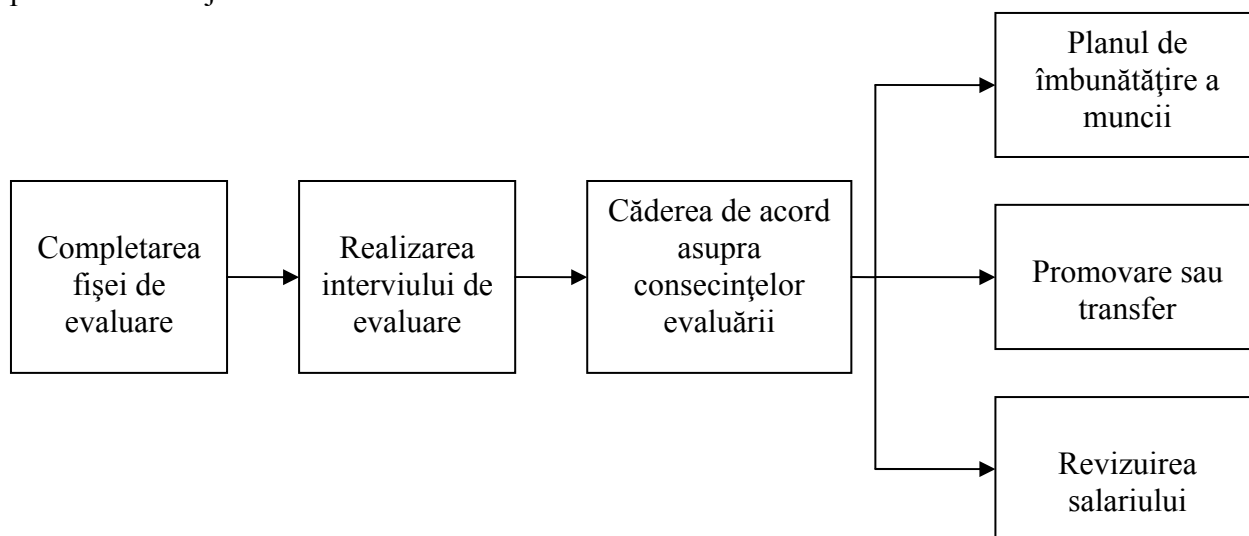 Completarea
fişei de
evaluare
Realizarea
interviului de
evaluare
Căderea de acord
asupra
consecinţelor
evaluării
Planul de
îmbunătăţire a
muncii
Promovare sau
transfer
Revizuirea
salariului